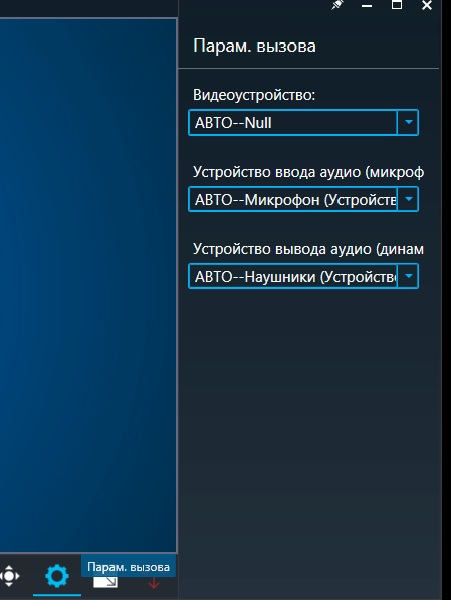 Парам. вызова
Видеоустройство:
АВТО--Null
Устройство ввода аудио (микроф
АВТО--Микрофон (Устройств
Устройство вывода аудио (динам
АВТО--Наушники (Устройство
Парам. вызова